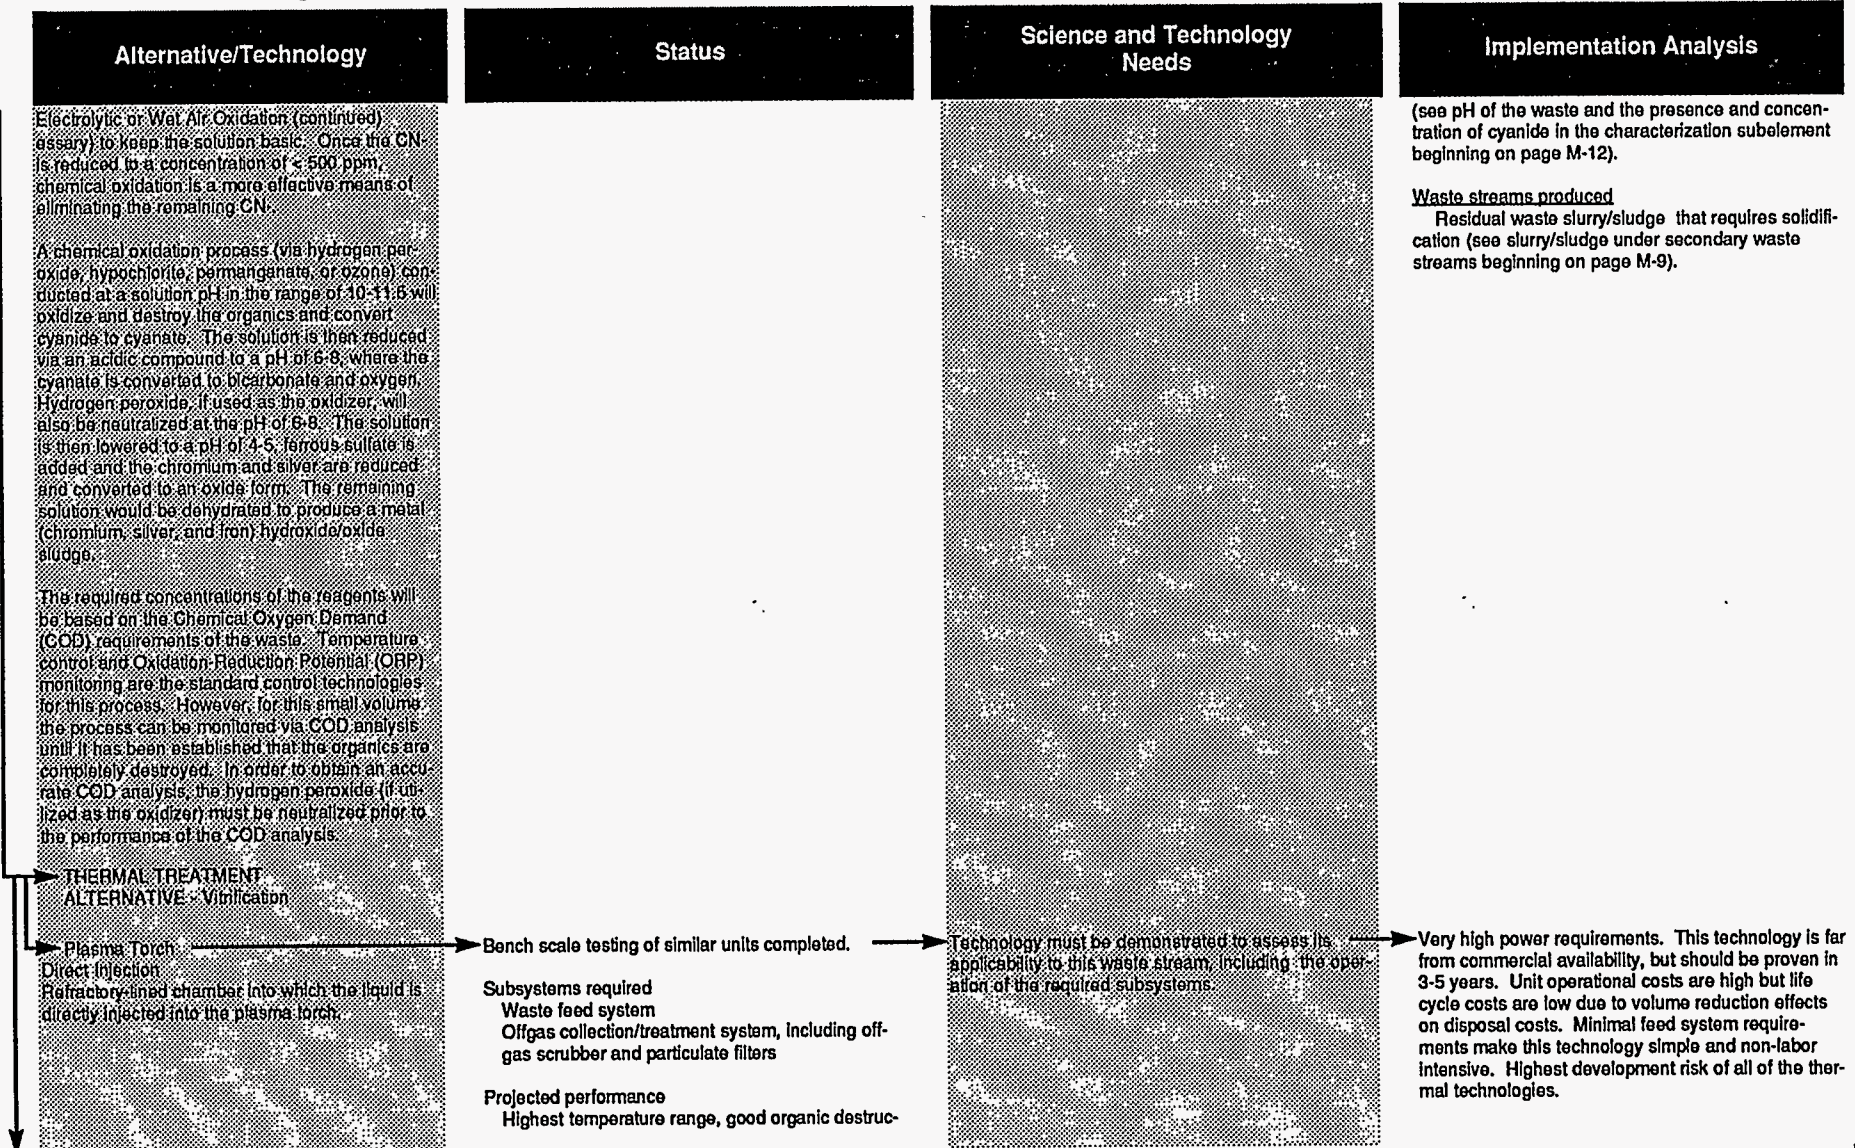 Alternative/Technology
Status
Science and Technology
Needs
Implementation Analysis
Electrolytic or Wet Air Oxidation (continued)
essary) to keep the solution basic. Once the CN-
is reduced to a concentration of < 500 ppm,
chemical oxidation is a more effective means of
eliminating the remaining CN-.
A chemical oxidation process (via hydrogen per-
oxide, hypochlorite, permanganate, or ozone) con-
ducted at a solution pH in the range of 10-11.5 will
oxidize and destroy the organics and convert
cyanide to cyanate. The solution is then reduced
via an acidic compound to a pH of 6-8, where the
cyanate is converted to bicarbonate and oxygen.
Hydrogen peroxide, if used as the oxidizer, will
also be neutralized at the pH of 6-8. The solution
is then lowered to a pH of 4-5, ferrous sulfate is
added and the chromium and silver are reduced
and converted to an oxide form. The remaining
solution would be dehydrated to produce a metal
(chromium, silver, and iron) hydroxide/oxide
sludge.
The required concentrations of the reagents will
be based on the Chemical Oxygen Demand
(COD) requirements of the waste. Temperature
control and Oxidation-Reduction Potential (ORP)
monitoring are the standard control technologies
for this process. However, for this small volume
the process can be monitored via COD analysis
until it has been established that the organics are
completely destroyed. In order to obtain an accu-
rate COD analysis, the hydrogen peroxide (if uti-
lized as the oxidizer) must be neutralized prior to
the performance of the COD analysis.
THERMAL TREATMENT
ALTERNATIVE - Vitrification
Plasma Torch
Direct Injection
Refractory-lined chamber into which the liquid is
directly injected into the plasma torch.
Bench scale testing of similar units completed.
Subsystems required
Waste feed system
Offgas collection/treatment system, including off-
gas scrubber and particulate filters
Projected performance
Highest temperature range, good organic destruc-
Technology must be demonstrated to assess its
applicability to this waste stream, including the oper-
ation of the required subsystems.
(see pH of the waste and the presence and concen-
tration of cyanide in the characterization subelement
beginning on page M-12).
Waste streams produced
Residual waste slurry/sludge that requires solidifi-
cation (see slurry/sludge under secondary waste
streams beginning on page M-9).
Very high power requirements. This technology is far
from commercial availability, but should be proven in
3-5 years. Unit operational costs are high but life
cycle costs are low due to volume reduction effects
on disposal costs. Minimal feed system require-
ments make this technology simple and non-labor
intensive. Highest development risk of all of the ther-
mal technologies.